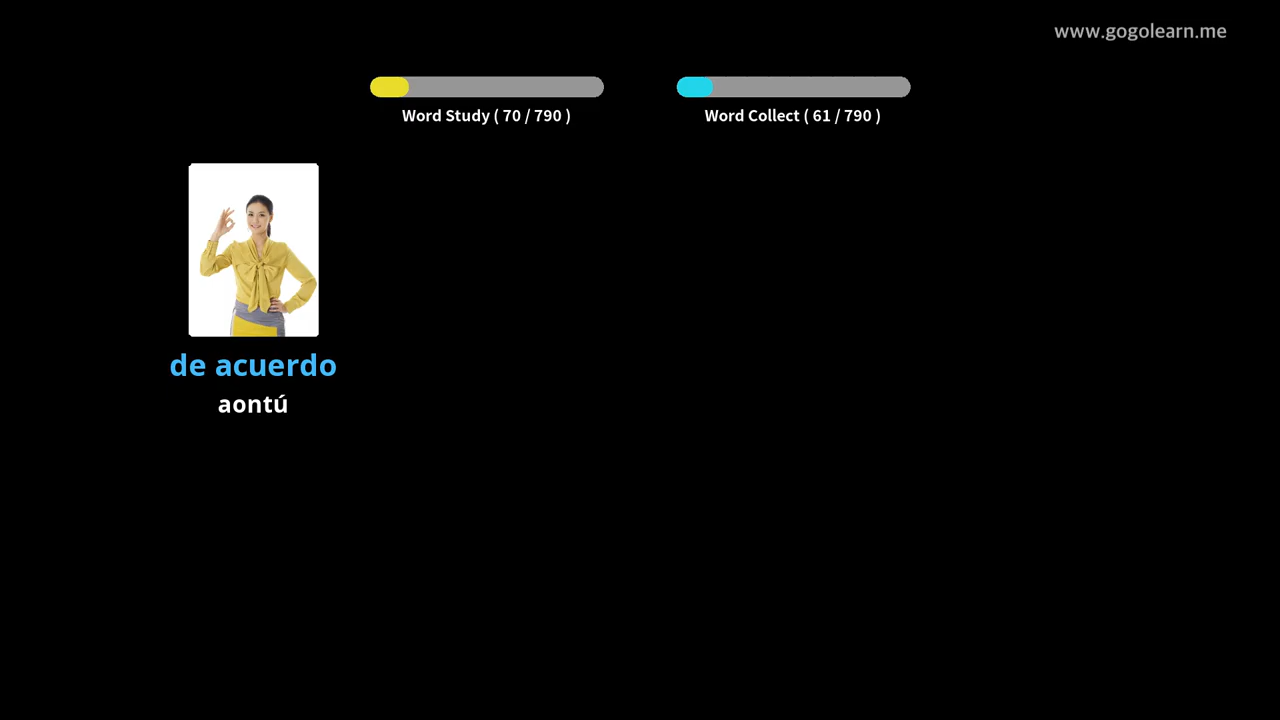 www.gogolearn.me
Word Study ( 70 / 790 )
Word Collect ( 61 / 790 )
de acuerdo
aontú